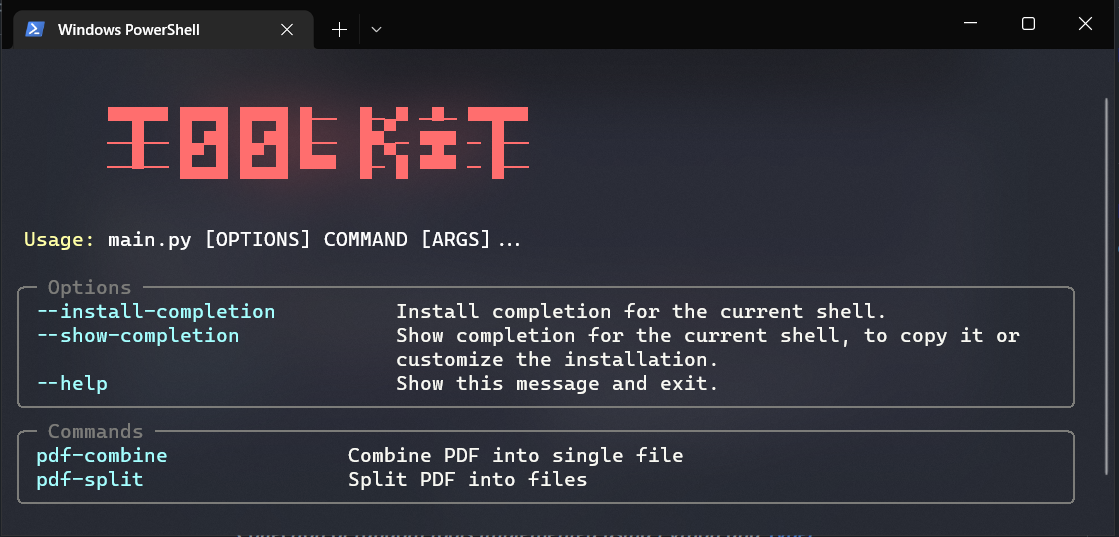 Windows PowerShell
TOOLKiT
Usage: main.py [OPTIONS] COMMAND [ARGS]...
Options
--install-completion Install completion for the current shell.
--show-completion Show completion for the current shell, to copy it or
customize the installation.
--help Show this message and exit.
Commands
pdf-combine Combine PDF into single file
pdf-split Split PDF into files